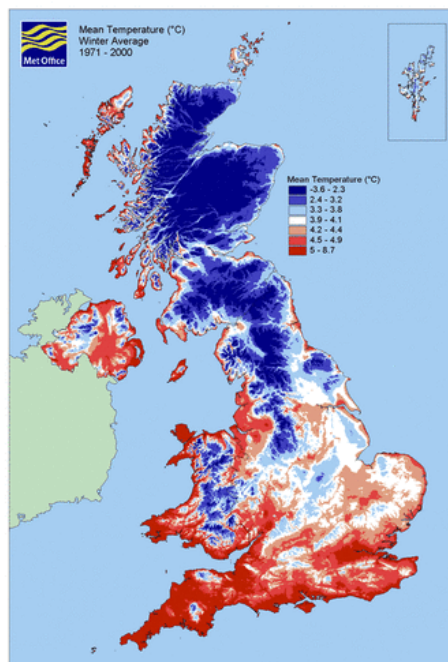 Met Office
Mean Temperature (°C)
Winter Average
1971 - 2000
Mean Temperature (°C)
-3.6 - 2.3
2.4 - 3.2
3.3 - 3.8
3.9 - 4.1
4.2 - 4.4
4.5 - 4.9
5 - 8.7